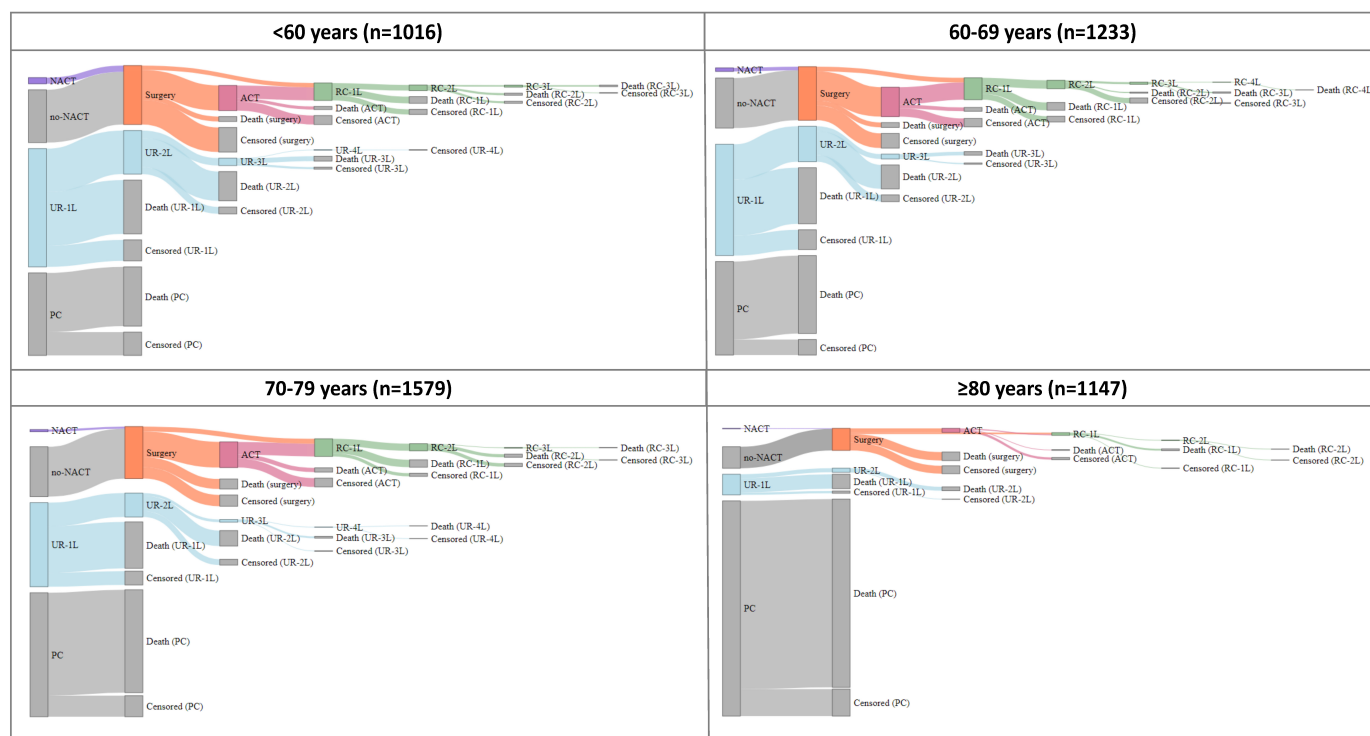 <60 years (n=1016)
NACT
no-NACT
Surgery
ACT
RC-1L
RC-2L
RC-3L
Death (RC-3L)
Censored (RC-3L)
Death (RC-2L)
Censored (RC-2L)
Death (RC-1L)
Censored (RC-1L)
Death (ACT)
Censored (ACT)
Death (surgery)
Censored (surgery)
UR-1L
UR-2L
UR-3L
UR-4L
Censored (UR-4L)
Death (UR-3L)
Censored (UR-3L)
Death (UR-2L)
Censored (UR-2L)
Death (UR-1L)
Censored (UR-1L)
PC
Death (PC)
Censored (PC)
60-69 years (n=1233)
NACT
no-NACT
Surgery
ACT
RC-1L
RC-2L
RC-3L
RC-4L
Death (RC-4L
Death (RC-3L)
Censored (RC-3L)
Death (RC-2L)
Censored (RC-2L)
Death (RC-1L)
Censored (RC-1L)
Death (ACT)
Censored (ACT)
Death (surgery)
Censored (surgery)
UR-1L
UR-2L
UR-3L
Death (UR-3L)
Censored (UR-3L)
Death (UR-2L)
Censored (UR-2L)
Death (UR-1L)
Censored (UR-1L)
PC
Death (PC)
Censored (PC)
70-79 years (n=1579)
NACT
no-NACT
Surgery
ACT
RC-1L
RC-2L
RC-3L
Death (RC-3L)
Censored (RC-3L)
Death (RC-2L)
Censored (RC-2L)
Death (RC-1L)
Censored (RC-1L)
Death (ACT)
Censored (ACT)
Death (surgery)
Censored (surgery)
UR-1L
UR-2L
UR-3L
UR-4L
Death (UR-4L)
Censored (UR-4L)
Death (UR-3L)
Censored (UR-3L)
Death (UR-2L)
Censored (UR-2L)
Death (UR-1L)
Censored (UR-1L)
PC
Death (PC)
Censored (PC)
≥80 years (n=1147)
NACT
no-NACT
Surgery
ACT
RC-1L
RC-2L
Death (RC-2L)
Censored (RC-2L)
Death (RC-1L)
Censored (RC-1L)
Death (ACT)
Censored (ACT)
Death (surgery)
Censored (surgery)
UR-1L
UR-2L
Death (UR-2L)
Censored (UR-2L)
Death (UR-1L)
Censored (UR-1L)
PC
Death (PC)
Censored (PC)